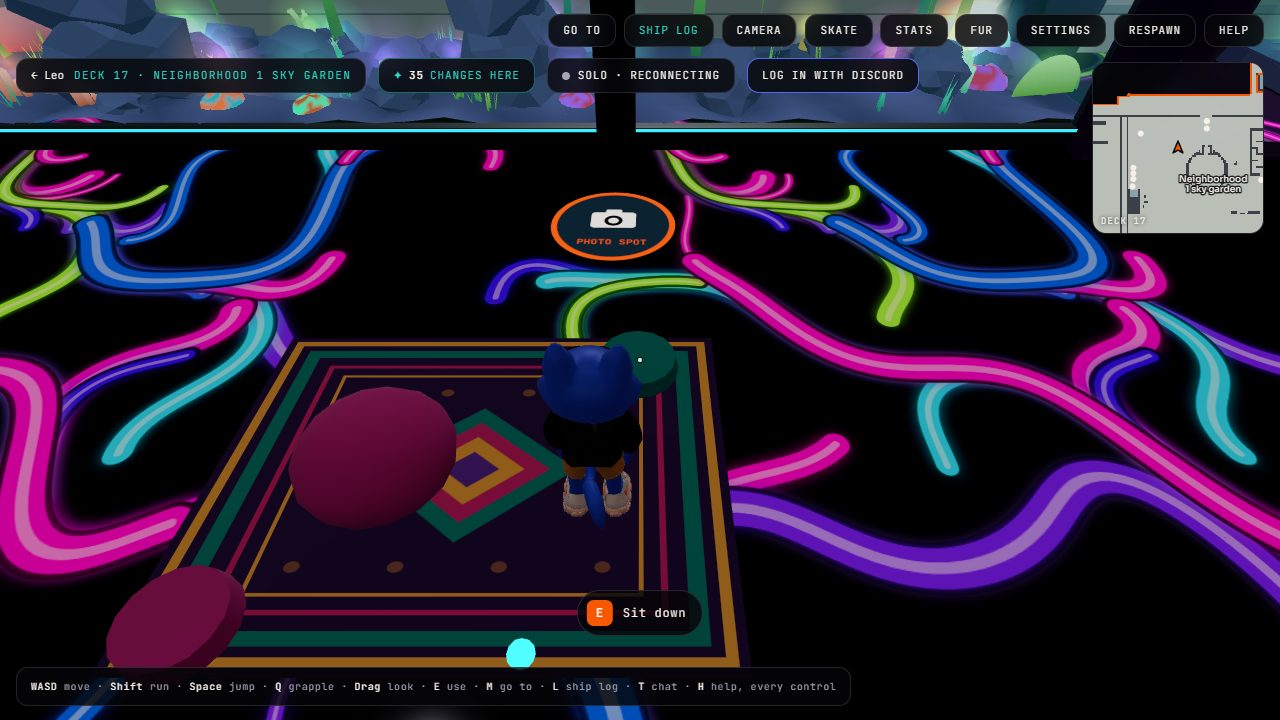 GO TO
SHIP LOG
CAMERA
SKATE
STATS
FUR
SETTINGS
RESPAWN
HELP
← Leo DECK 17 · NEIGHBORHOOD 1 SKY GARDEN
✦ 35 CHANGES HERE
SOLO · RECONNECTING
LOG IN WITH DISCORD
Neighborhood
1 sky garden
DECK 17
PHOTO SPOT
E Sit down
WASD move · Shift run · Space jump · Q grapple · Drag look · E use · M go to · L ship log · T chat · H help, every control